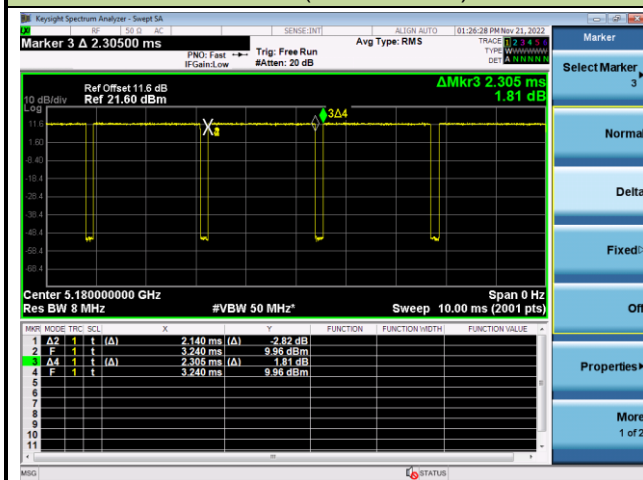 Keysight Spectrum Analyzer - Swept SA
RF 50 Ω AC SENSE:INT ALIGN AUTO 01:26:28 PM Nov 21, 2022
Marker 3 Δ 2.30500 ms
PNO: Fast
IFGain:Low
Trig: Free Run
#Atten: 20 dB
Avg Type: RMS
TRACE 1 2 3 4 5 6
TYPE WWWWWW
DET A N N N N N
Ref Offset 11.6 dB
10 dB/div Ref 21.60 dBm
Log
ΔMkr3 2.305 ms
1.81 dB
3Δ4
11.6
1.60
-8.40
-18.4
-28.4
-38.4
-48.4
-58.4
-68.4
Center 5.180000000 GHz Span 0 Hz
Res BW 8 MHz #VBW 50 MHz* Sweep 10.00 ms (2001 pts)
MKR MODE TRC SCL X Y FUNCTION FUNCTION WIDTH FUNCTION VALUE
1 Δ2 1 t (Δ) 2.140 ms (Δ) -2.82 dB
2 F 1 t 3.240 ms 9.96 dBm
3 Δ4 1 t (Δ) 2.305 ms (Δ) 1.81 dB
4 F 1 t 3.240 ms 9.96 dBm
5
6
7
8
9
10
11
MSG STATUS
Marker
Select Marker
3
Normal
Delta
Fixed
Off
Properties
More
1 of 2